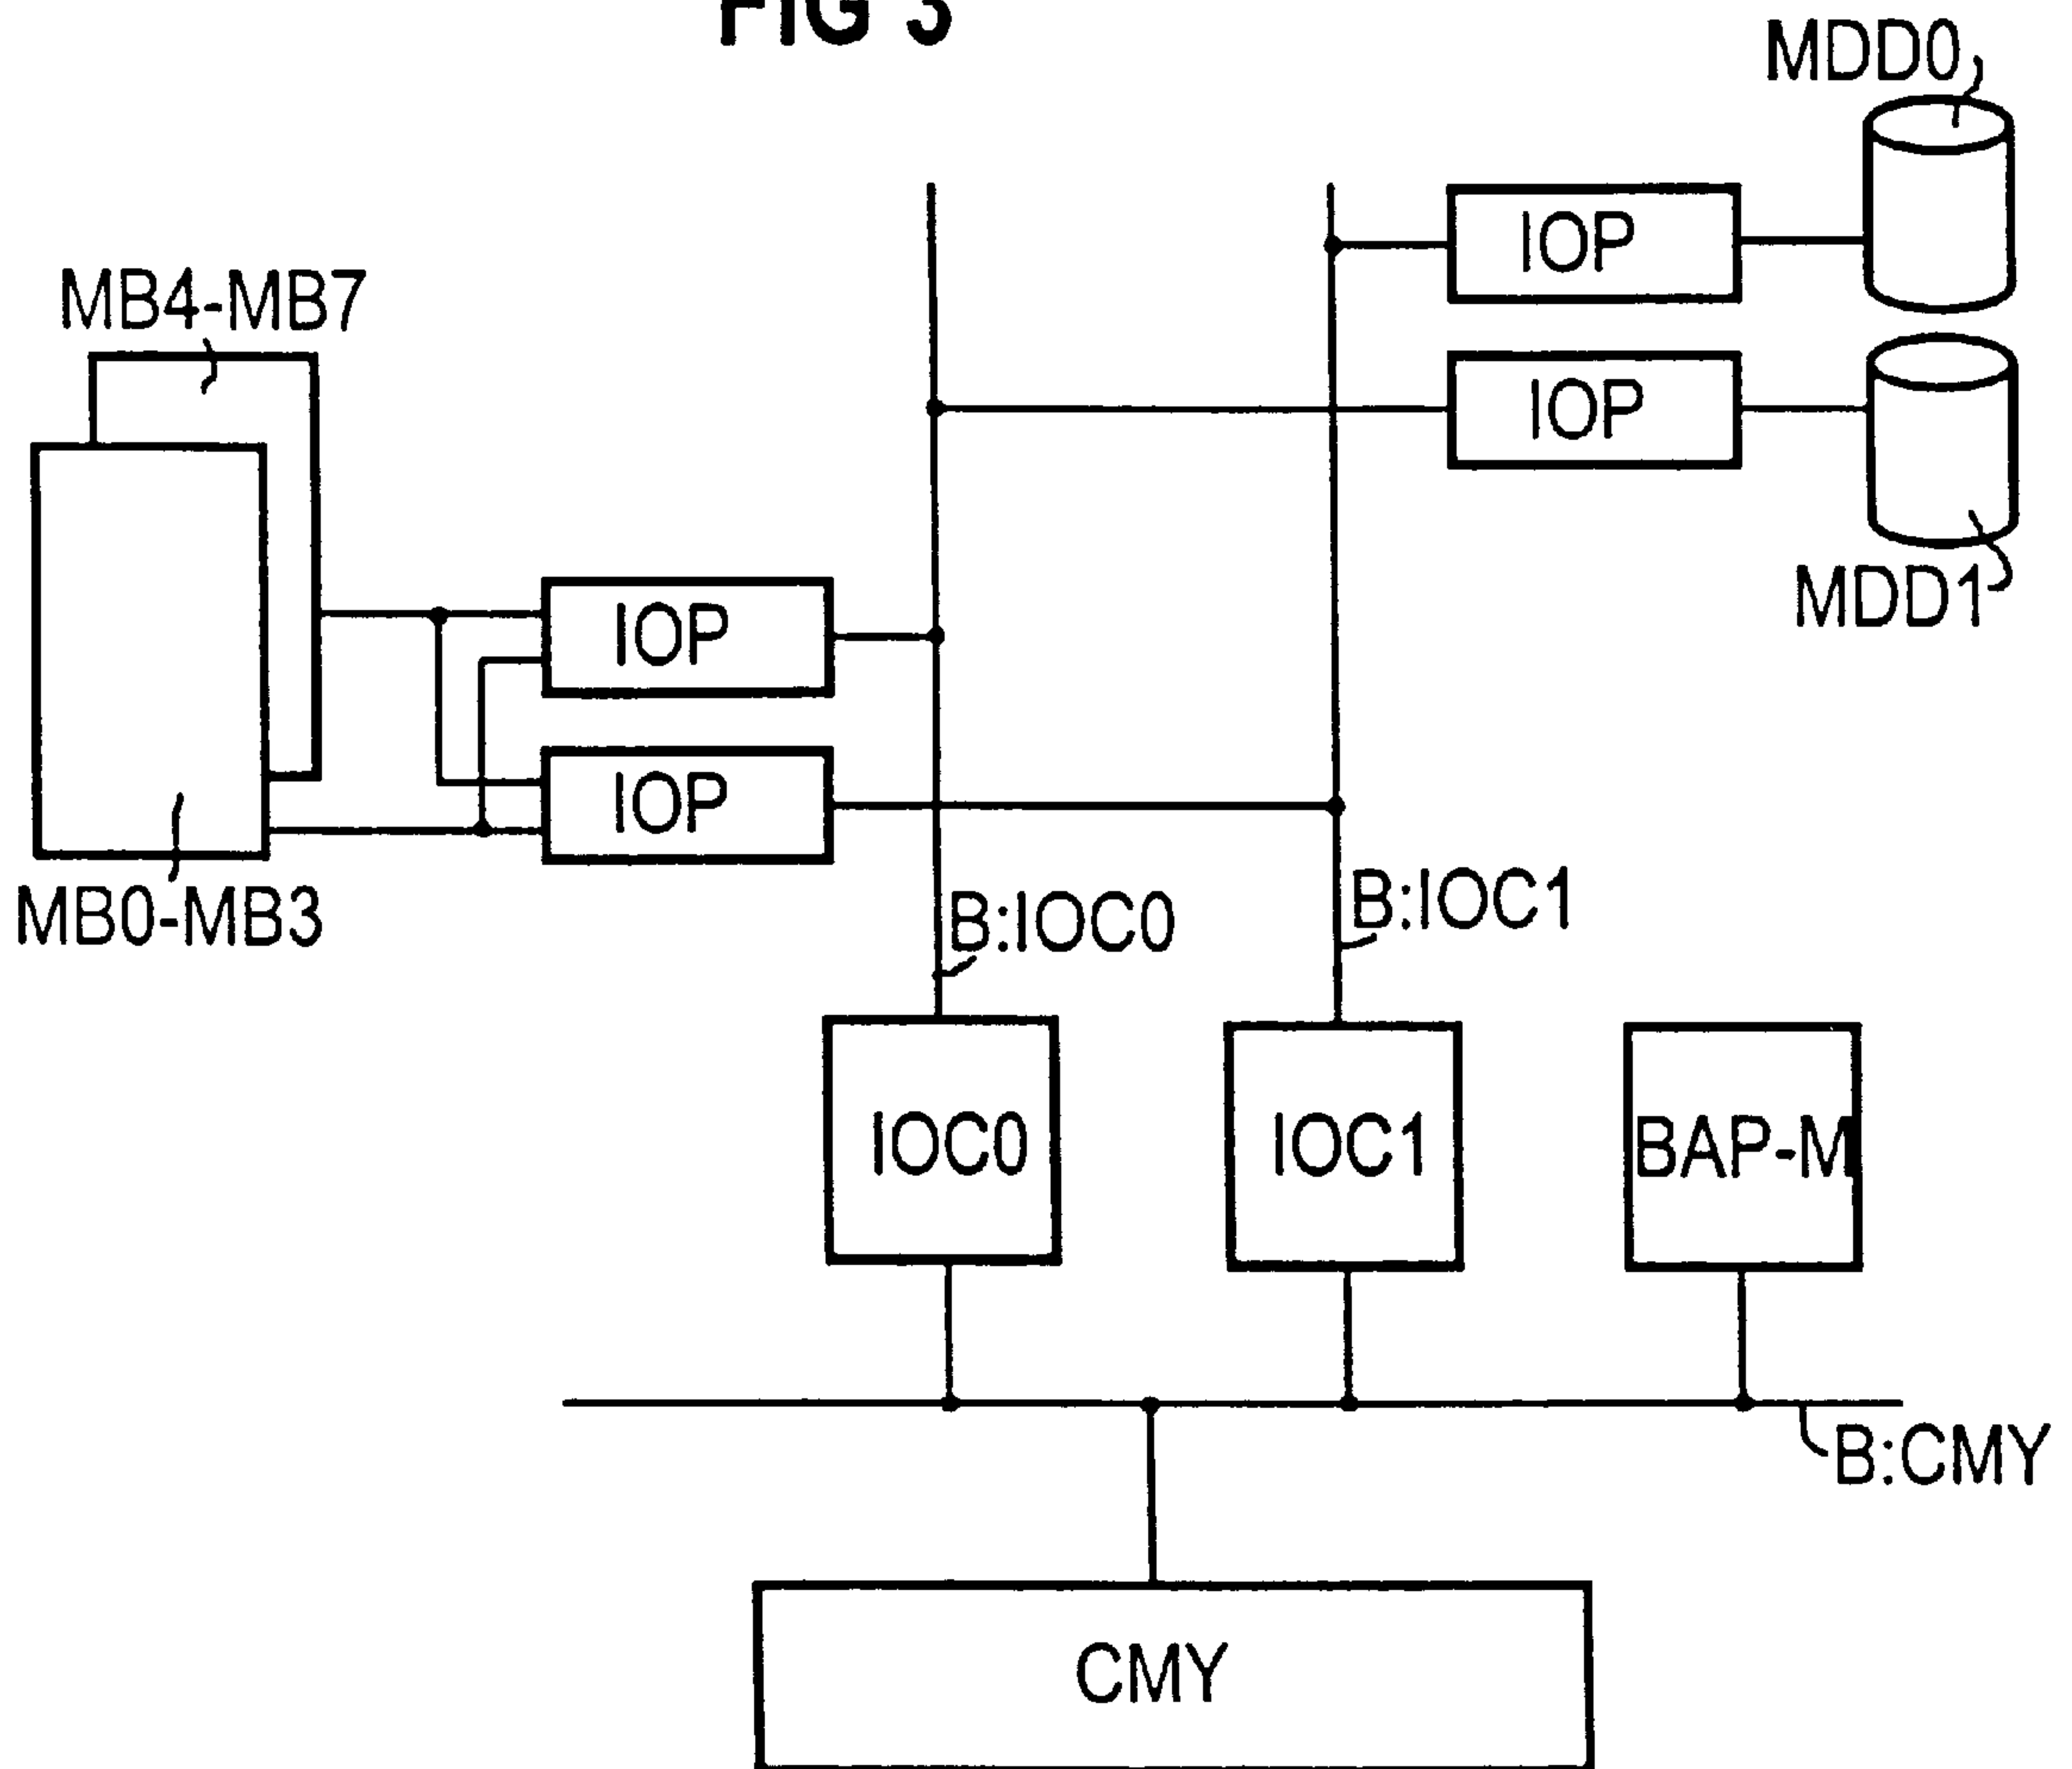 FIG 3
MDD0
IOP
MB4-MB7
IOP
MDD1
IOP
IOP
MB0-MB3
B:IOC0
B:IOC1
IOC0
IOC1
BAP-M
B:CMY
CMY